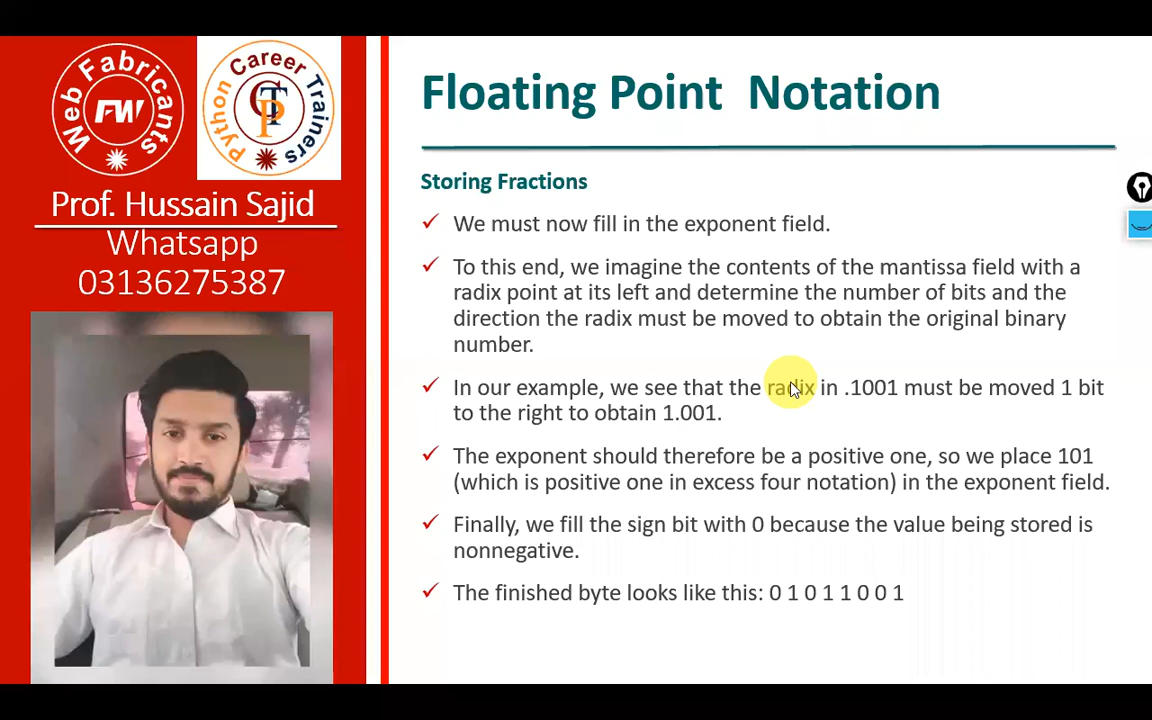 Web Fabricants
FW
Python Career Trainers
CTP
Prof. Hussain Sajid
Whatsapp
03136275387
Floating Point  Notation
Storing Fractions
We must now fill in the exponent field.
To this end, we imagine the contents of the mantissa field with a
radix point at its left and determine the number of bits and the
direction the radix must be moved to obtain the original binary
number.
In our example, we see that the radix in .1001 must be moved 1 bit
to the right to obtain 1.001.
The exponent should therefore be a positive one, so we place 101
(which is positive one in excess four notation) in the exponent field.
Finally, we fill the sign bit with 0 because the value being stored is
nonnegative.
The finished byte looks like this: 0 1 0 1 1 0 0 1